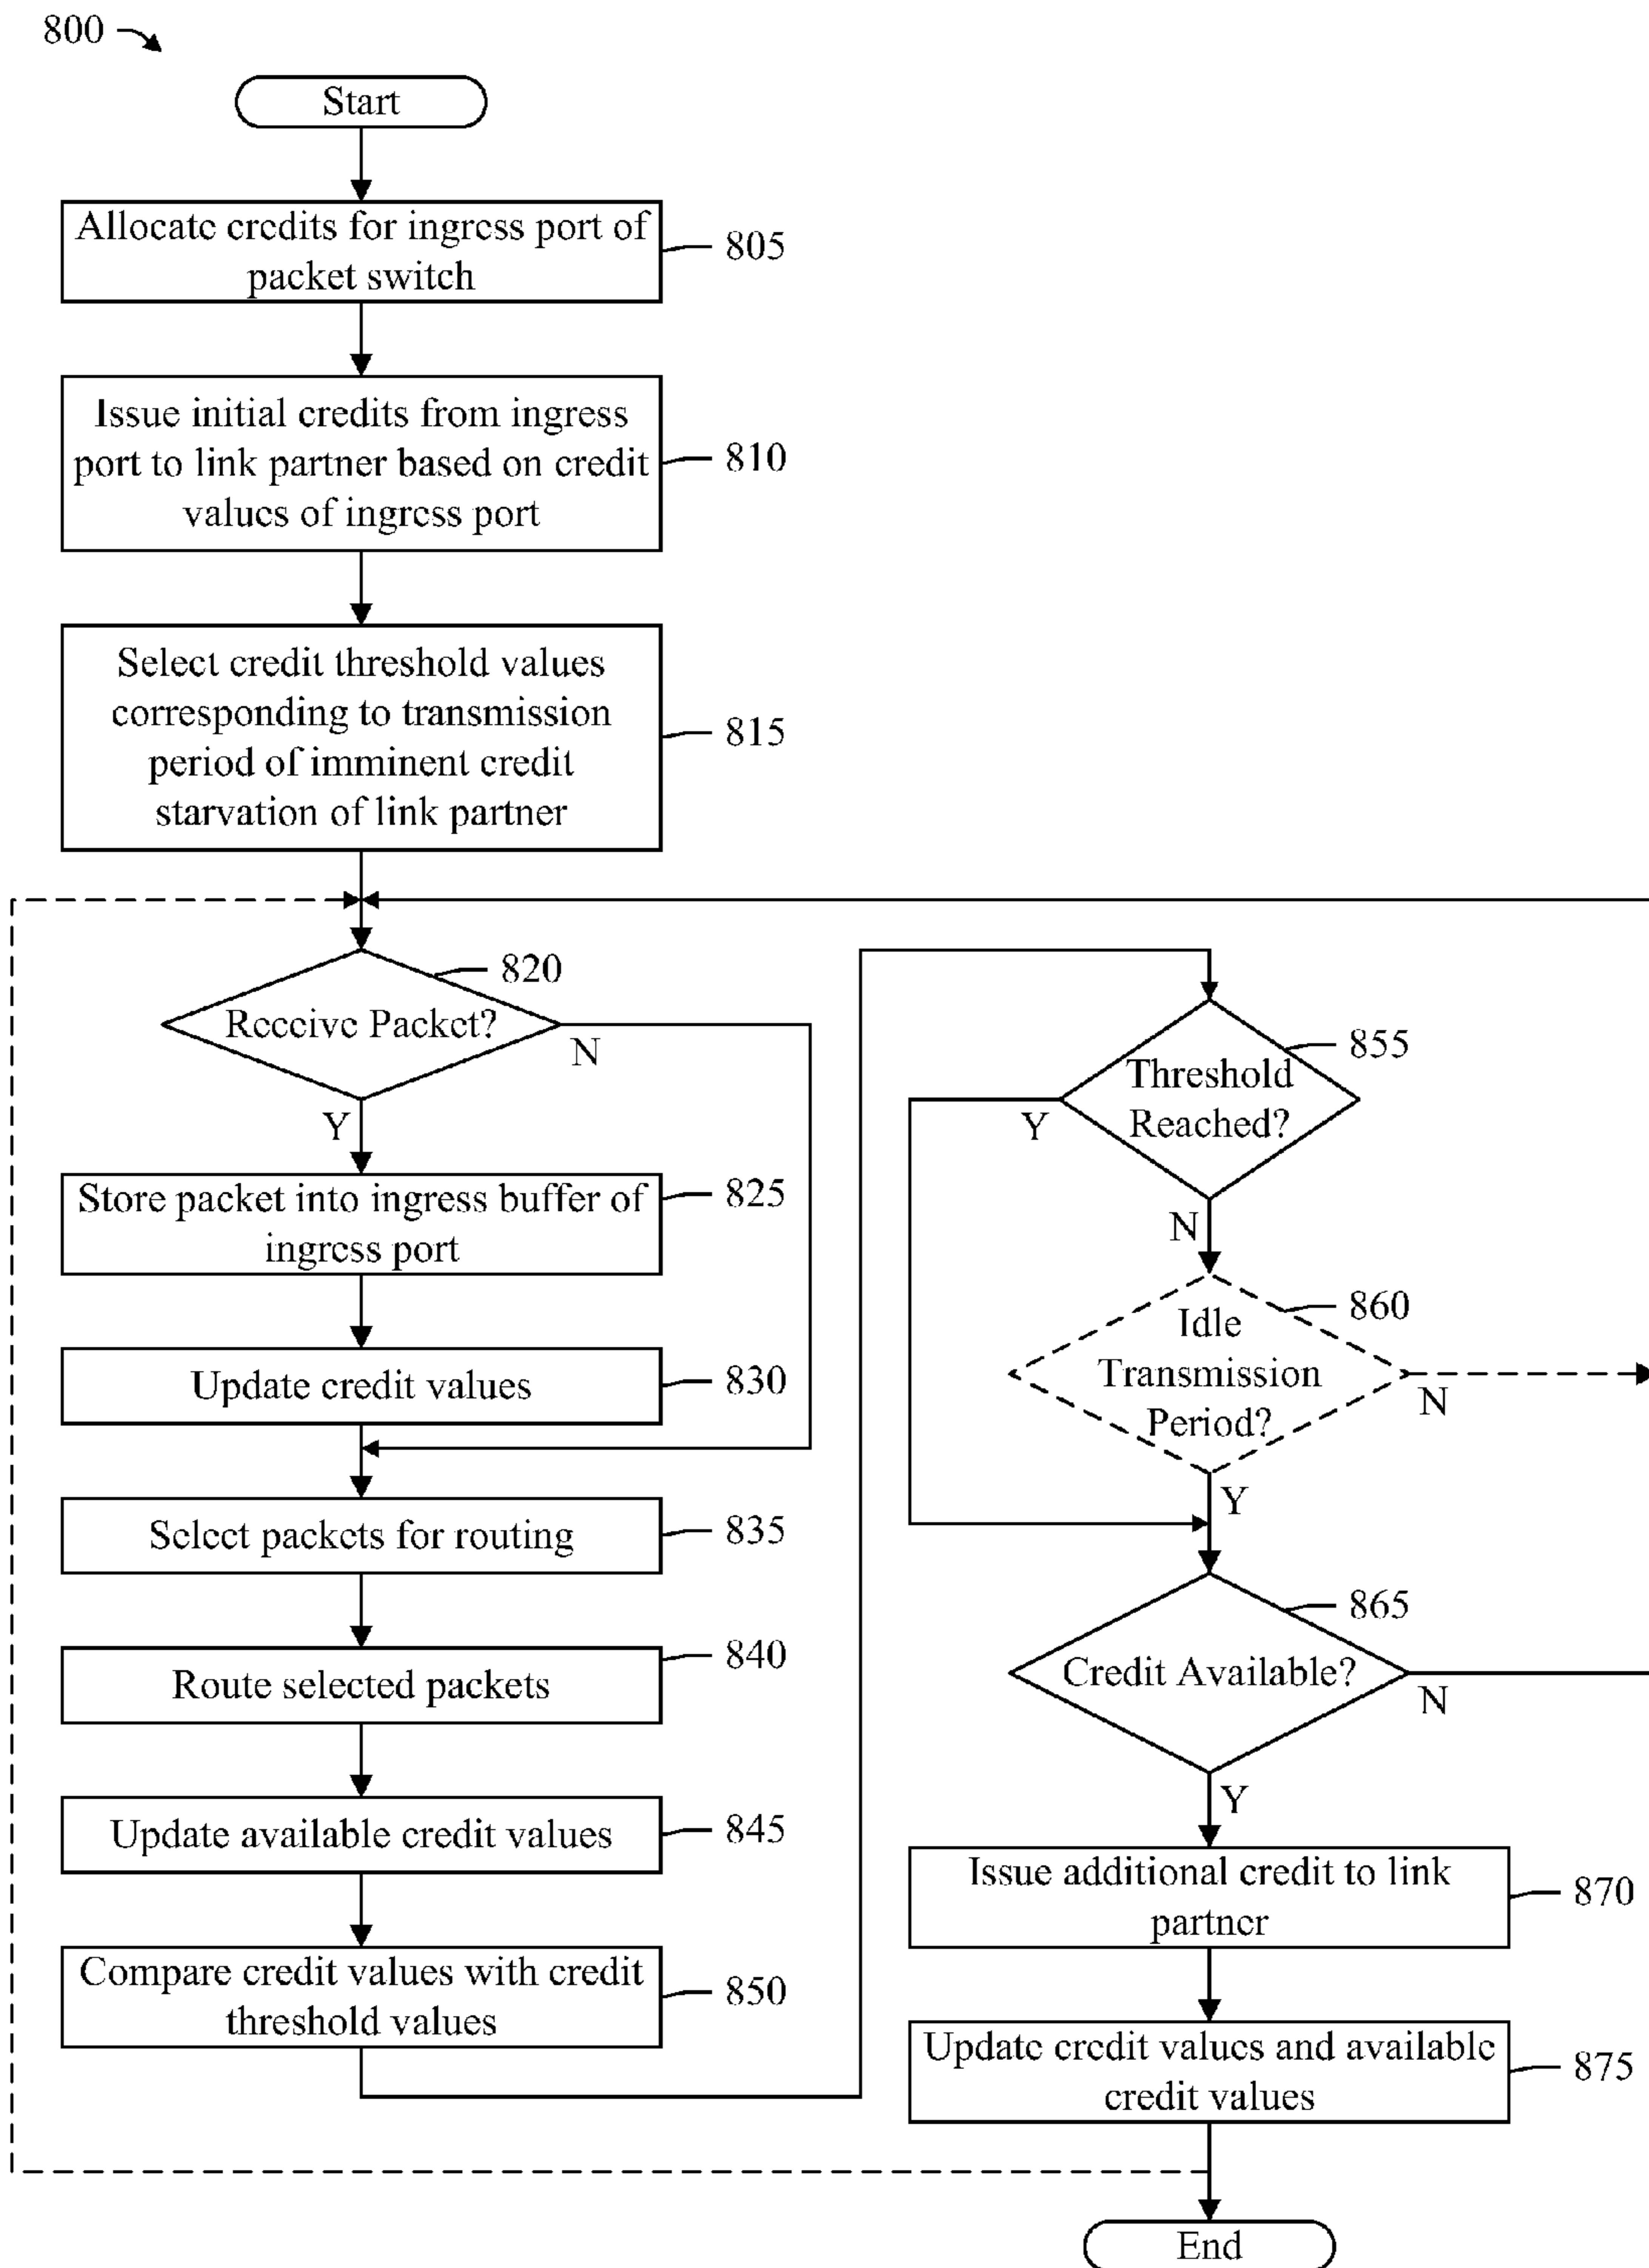 800
Start
Allocate credits for ingress port of
packet switch
805
Issue initial credits from ingress
port to link partner based on credit
values of ingress port
810
Select credit threshold values
corresponding to transmission
period of imminent credit
starvation of link partner
815
820
Receive Packet?
N
Y
Store packet into ingress buffer of
ingress port
825
Update credit values
830
Select packets for routing
835
Route selected packets
840
Update available credit values
845
Compare credit values with credit
threshold values
850
855
Threshold
Reached?
Y
N
860
Idle
Transmission
Period?
N
Y
865
Credit Available?
N
Y
Issue additional credit to link
partner
870
Update credit values and available
credit values
875
End